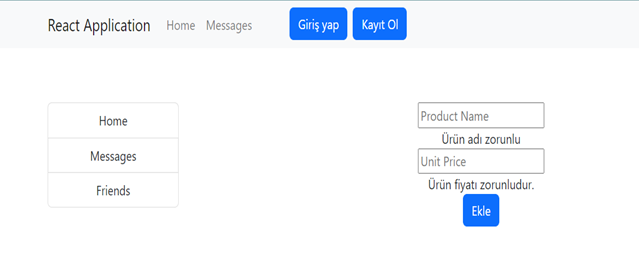 React Application Home Messages Giriş yap Kayıt Ol
Home
Messages
Friends
Product Name
Ürün adı zorunlu
Unit Price
Ürün fiyatı zorunludur.
Ekle